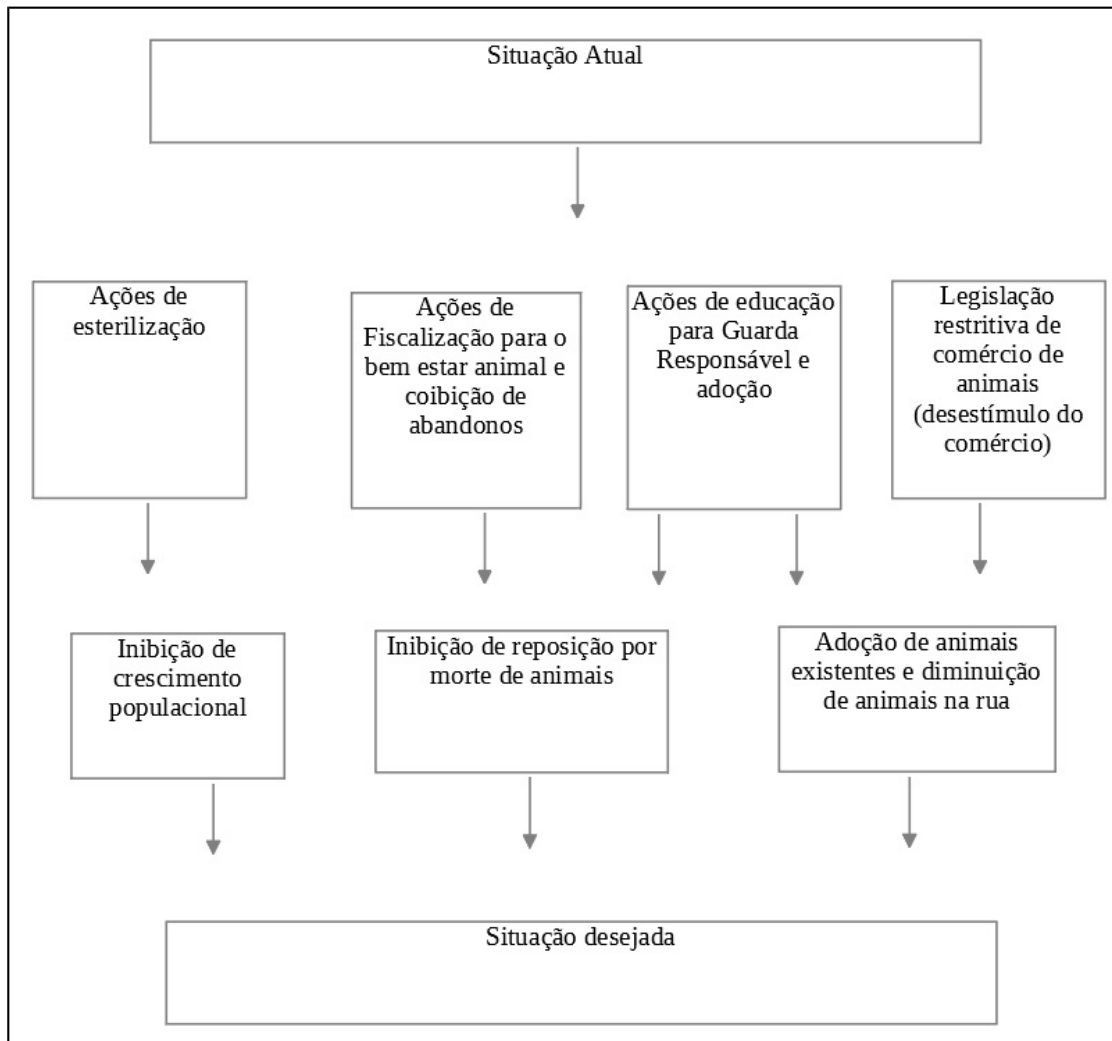 Situação Atual
Ações de
esterilização
Ações de
Fiscalização para o
bem estar animal e
coibição de
abandonos
Ações de educação
para Guarda
Responsável e
adoção
Legislação
restritiva de
comércio de
animais
(desestímulo do
comércio)
Inibição de
crescimento
populacional
Inibição de reposição por
morte de animais
Adoção de animais
existentes e diminuição
de animais na rua
Situação desejada